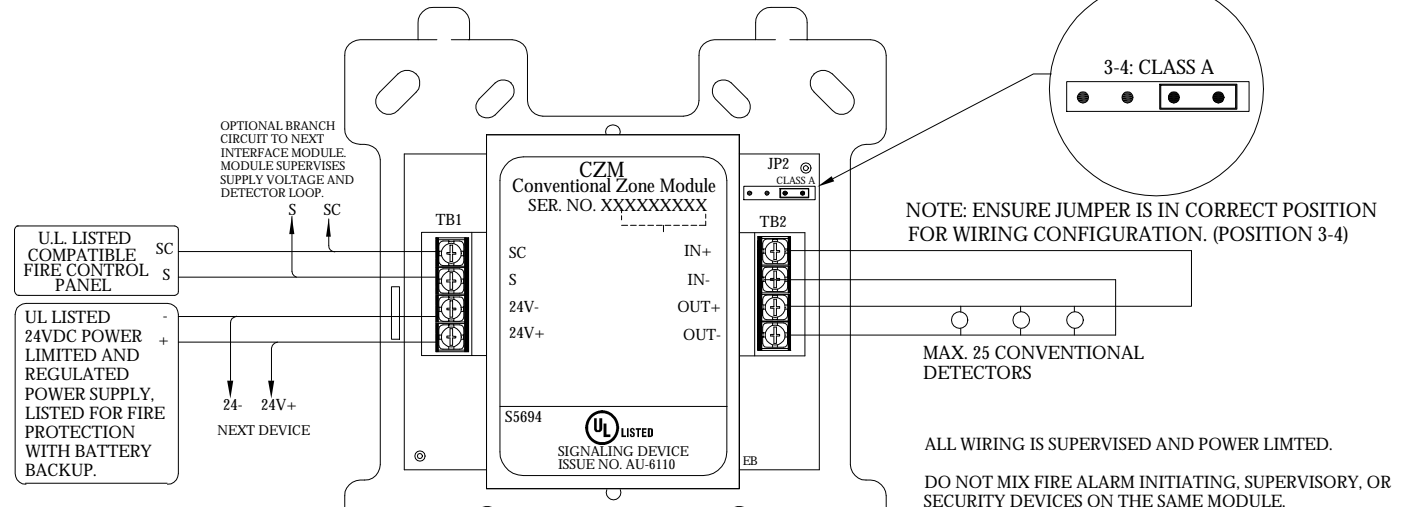 3-4: CLASS A
OPTIONAL BRANCH
CIRCUIT TO NEXT
INTERFACE MODULE.
MODULE SUPERVISES
SUPPLY VOLTAGE AND
DETECTOR LOOP.
S SC
U.L. LISTED
COMPATIBLE
FIRE CONTROL
PANEL
SC
S
UL LISTED
24VDC POWER
LIMITED AND
REGULATED
POWER SUPPLY,
LISTED FOR FIRE
PROTECTION
WITH BATTERY
BACKUP.
-
+
24- 24V+
NEXT DEVICE
TB1
CZM
Conventional Zone Module
SER. NO. XXXXXXXXX
SC
S
24V-
24V+
IN+
IN-
OUT+
OUT-
S5694
UL LISTED
SIGNALING DEVICE
ISSUE NO. AU-6110
JP2
CLASS A
TB2
EB
NOTE: ENSURE JUMPER IS IN CORRECT POSITION
FOR WIRING CONFIGURATION. (POSITION 3-4)
MAX. 25 CONVENTIONAL
DETECTORS
ALL WIRING IS SUPERVISED AND POWER LIMTED.
DO NOT MIX FIRE ALARM INITIATING, SUPERVISORY, OR
SECURITY DEVICES ON THE SAME MODULE.